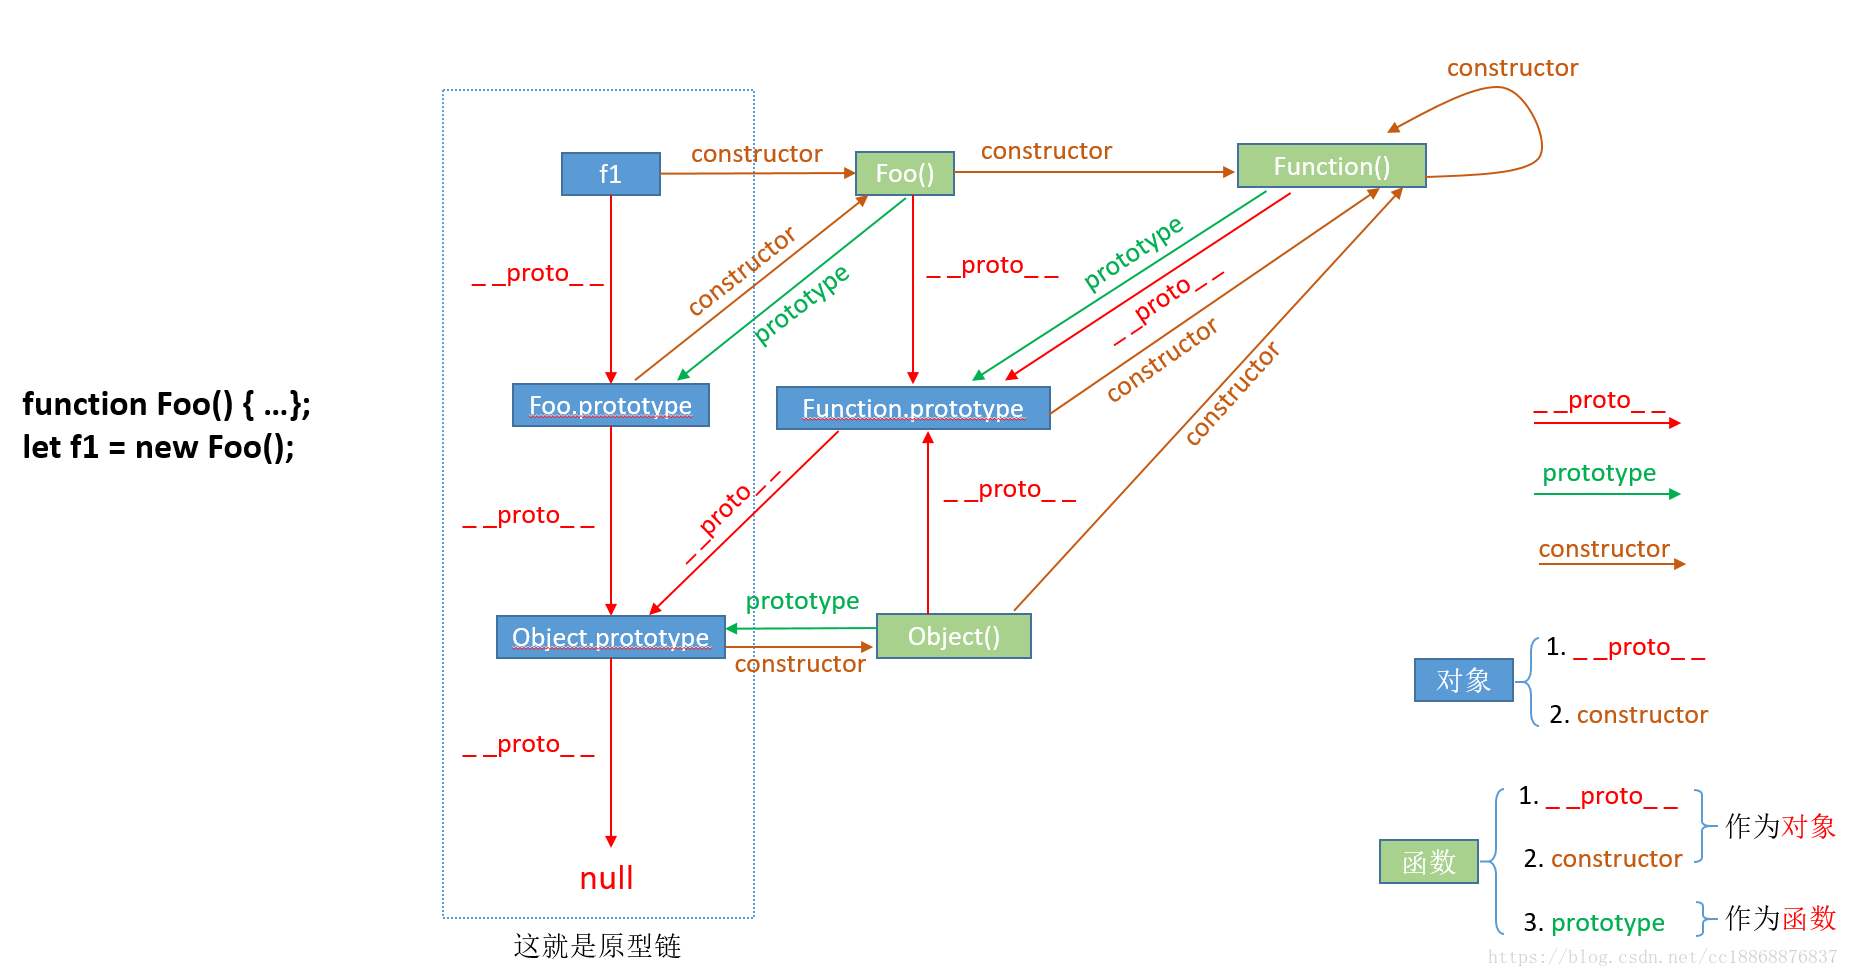 constructor
f1
constructor
Foo()
constructor
Function()
_ _proto_ _
constructor
prototype
_ _proto_ _
prototype
_ _proto_ _
constructor
constructor
function Foo() { ...};
let f1 = new Foo();
Foo.prototype
Function.prototype
_ _proto_ _
prototype
constructor
_ _proto_ _
_ _proto_ _
_ _proto_ _
prototype
Object.prototype
Object()
constructor
_ _proto_ _
null
这就是原型链
对象
1. _ _proto_ _
2. constructor
函数
1. _ _proto_ _
2. constructor
作为对象
3. prototype
作为函数
https://blog.csdn.net/cc18868876837